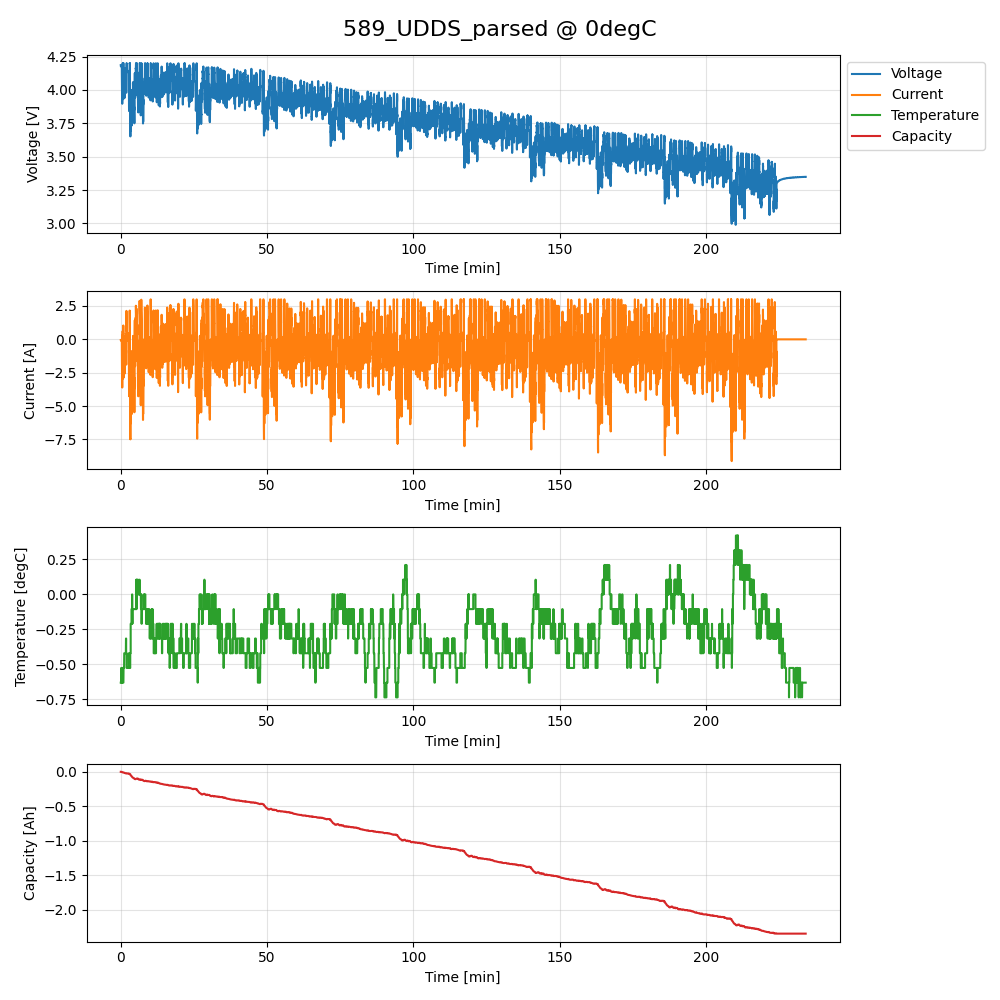 589_UDDS_parsed @ 0degC
Voltage
Current
Temperature
Capacity
Voltage [V]
4.25
4.00
3.75
3.50
3.25
3.00
0 50 100 150 200
Time [min]
Current [A]
2.5
0.0
−2.5
−5.0
−7.5
0 50 100 150 200
Time [min]
Temperature [degC]
0.25
0.00
−0.25
−0.50
−0.75
0 50 100 150 200
Time [min]
Capacity [Ah]
0.0
−0.5
−1.0
−1.5
−2.0
0 50 100 150 200
Time [min]